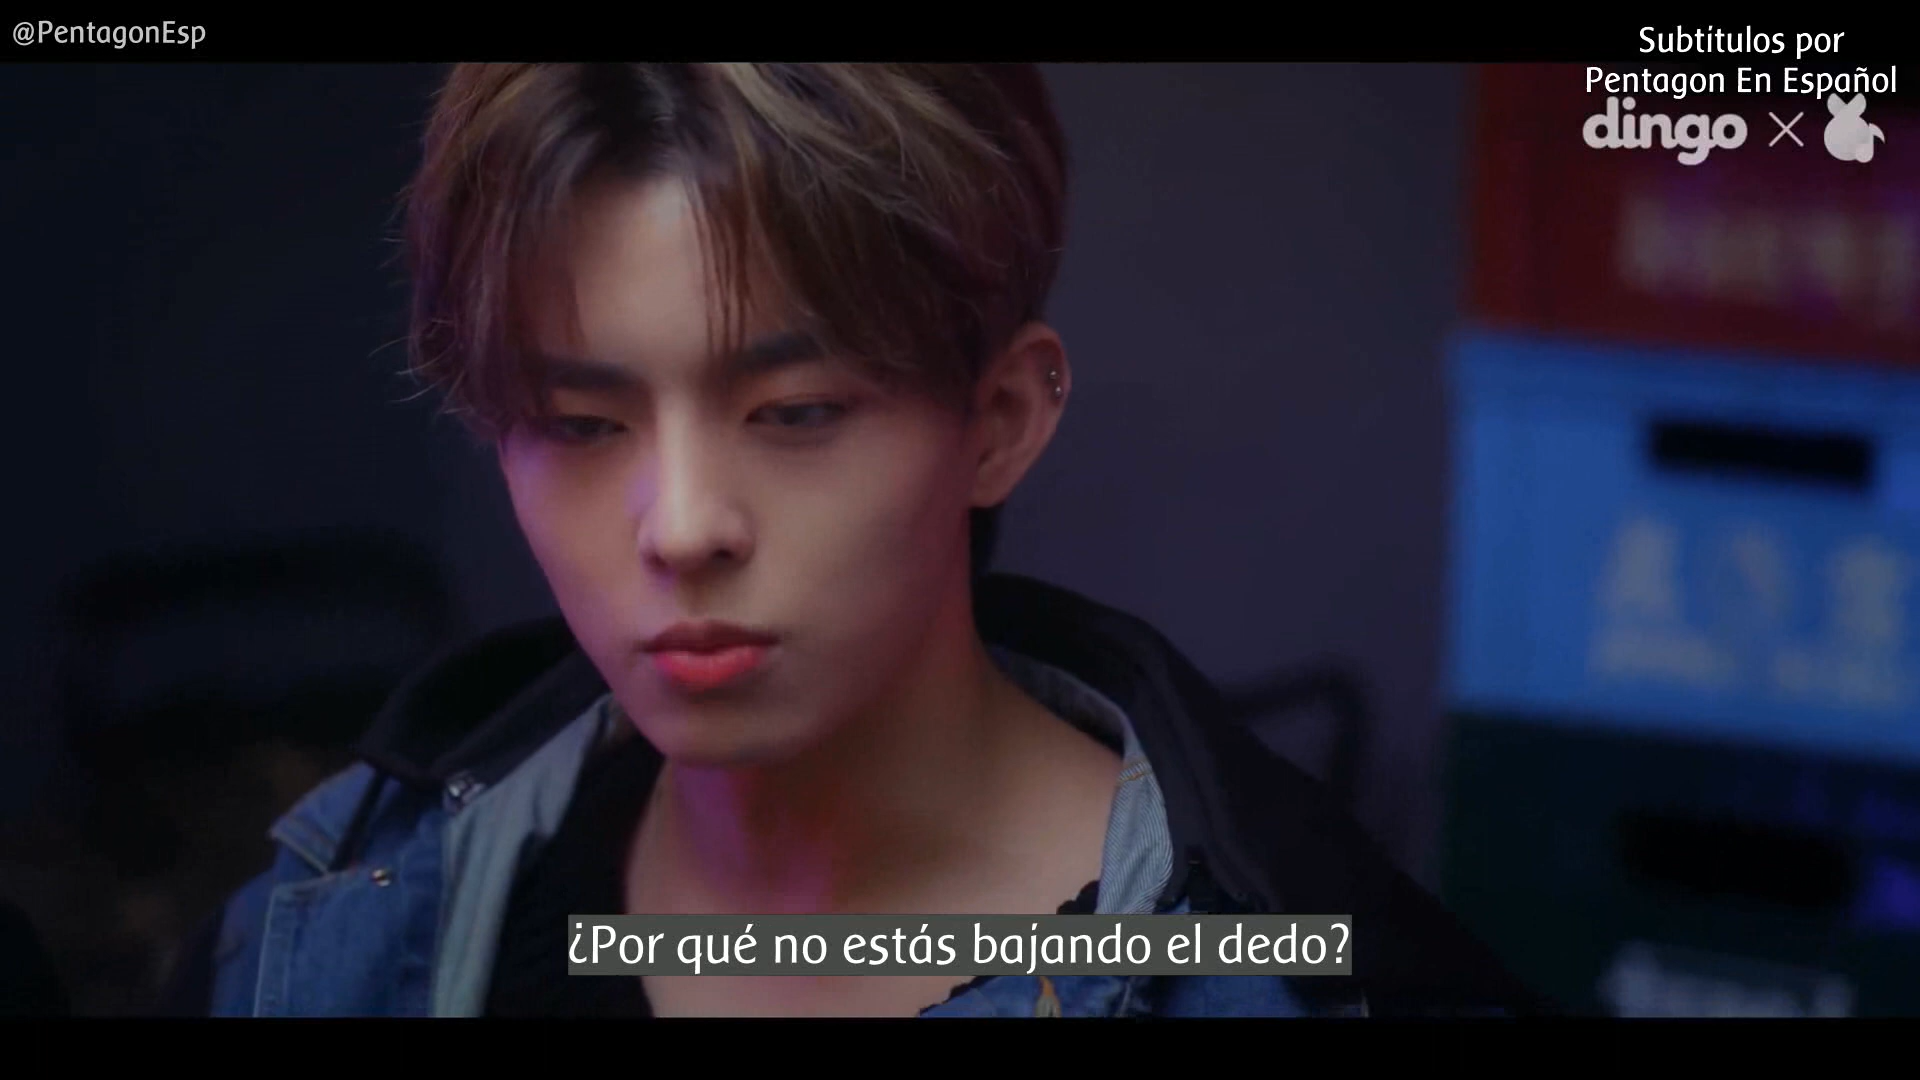 @PentagonEsp
Subtítulos por
Pentagon En Español
dingo
¿Por qué no estás bajando el dedo?